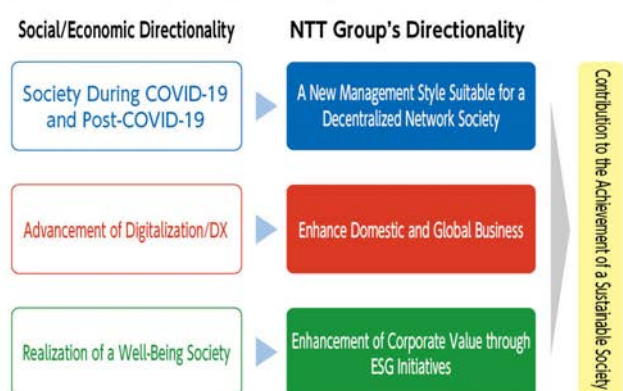 Social/Economic Directionality
NTT Group's Directionality
Society During COVID-19
and Post-COVID-19
A New Management Style Suitable for a
Decentralized Network Society
Advancement of Digitalization/DX
Enhance Domestic and Global Business
Realization of a Well-Being Society
Enhancement of Corporate Value through
ESG Initiatives
Contribution to the Achievement of a Sustainable Society